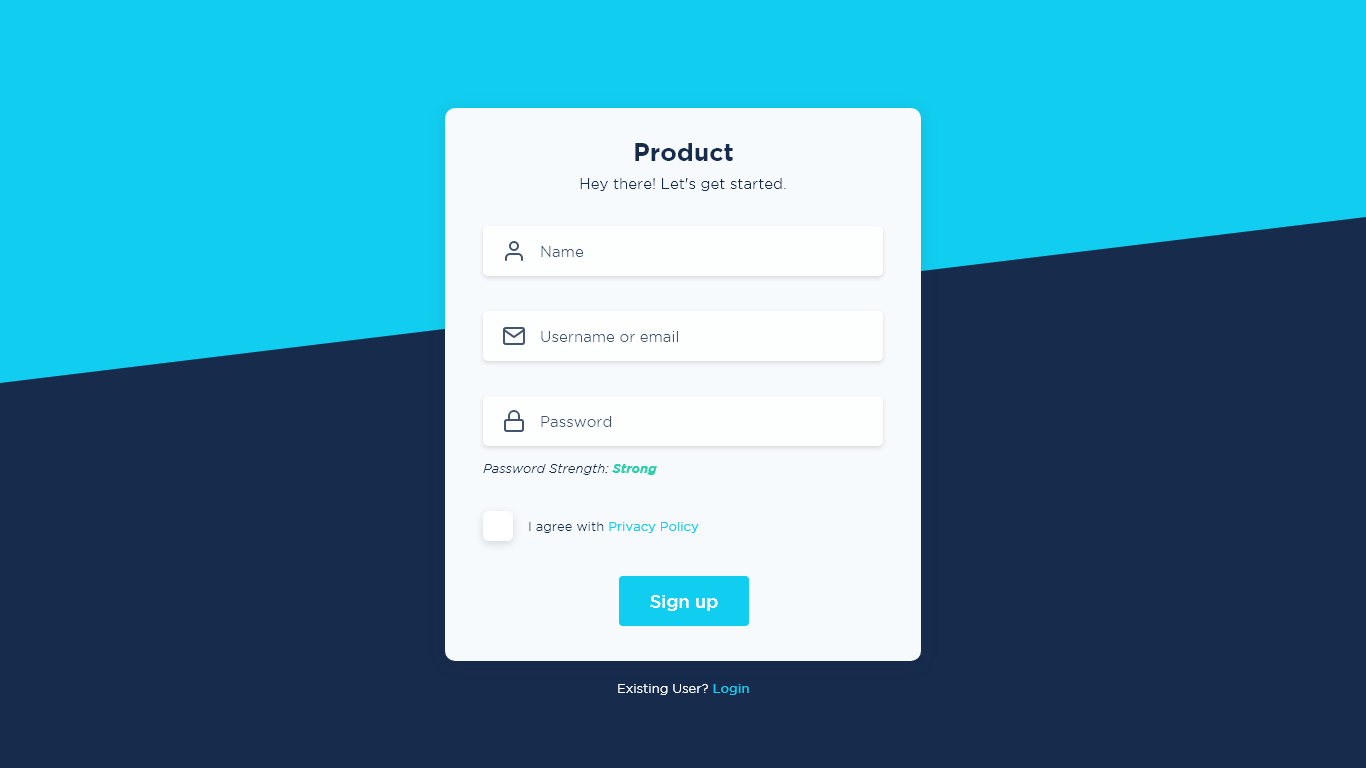 Product
Hey there! Let's get started.
Name
Username or email
Password
Password Strength: Strong
I agree with Privacy Policy
Sign up
Existing User? Login